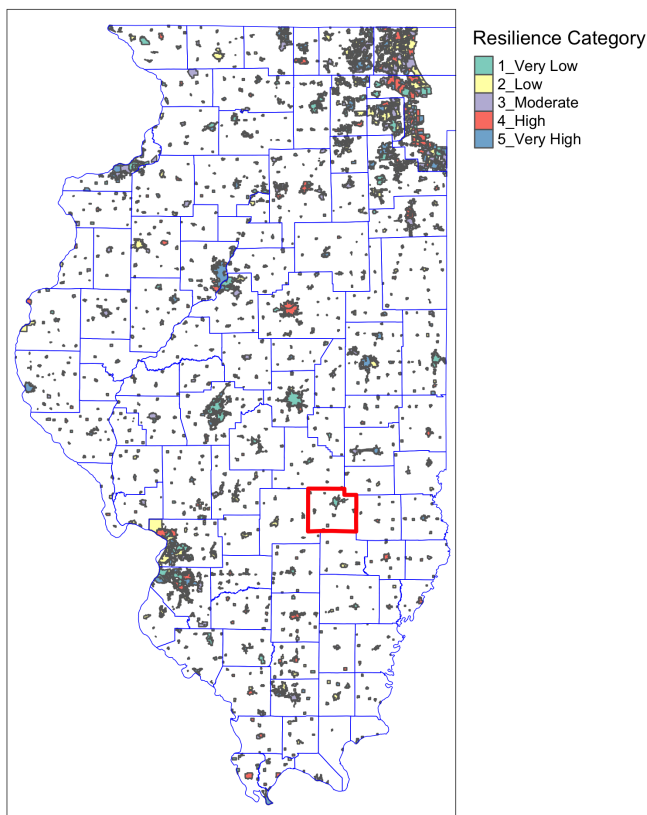 Resilience Category
1_Very Low
2_Low
3_Moderate
4_High
5_Very High